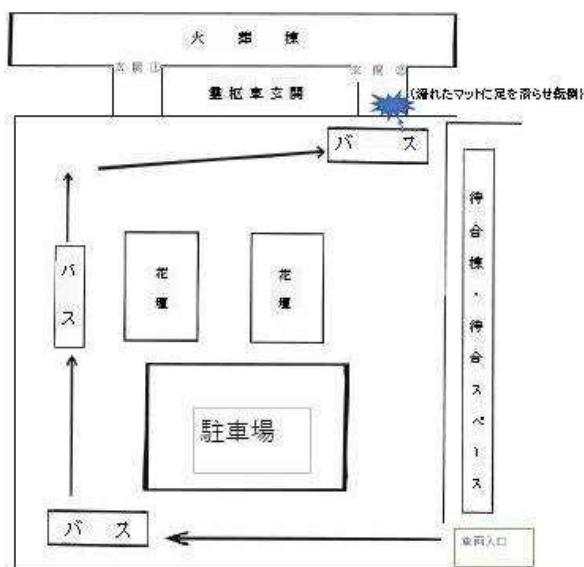 火葬棟
玄関①
玄関②
霊柩車玄関
(濡れたマットに足を滑らせ転倒)
バス
バス
花壇
花壇
待合棟・待合スペース
駐車場
バス
車両入口